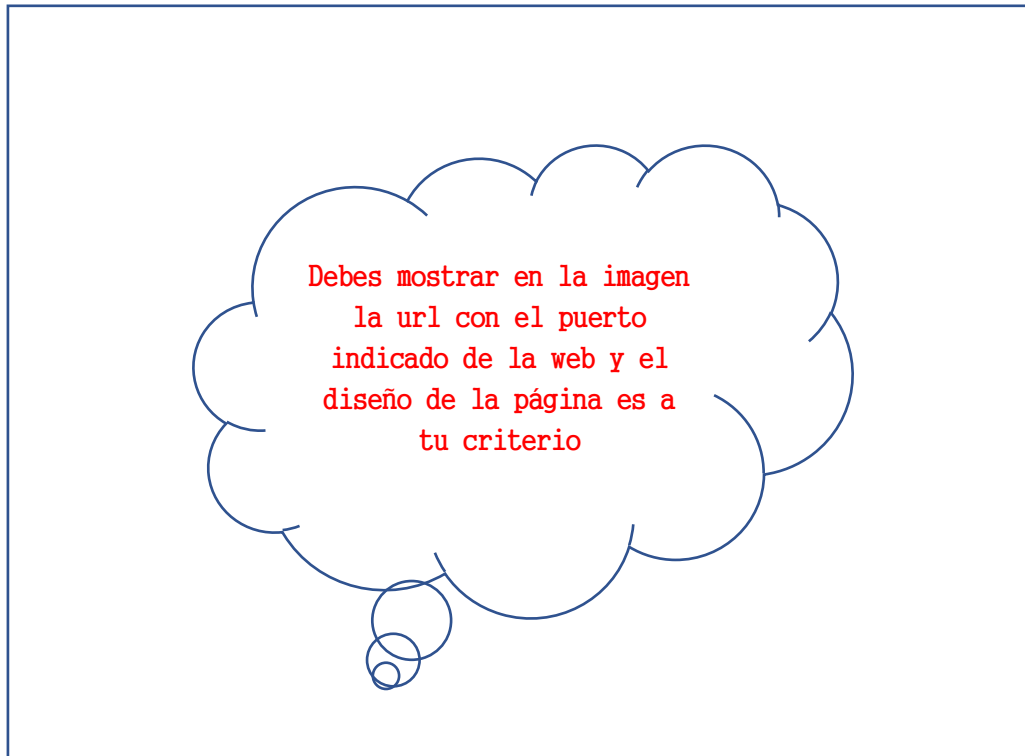 Debes mostrar en la imagen
la url con el puerto
indicado de la web y el
diseño de la página es a
tu criterio